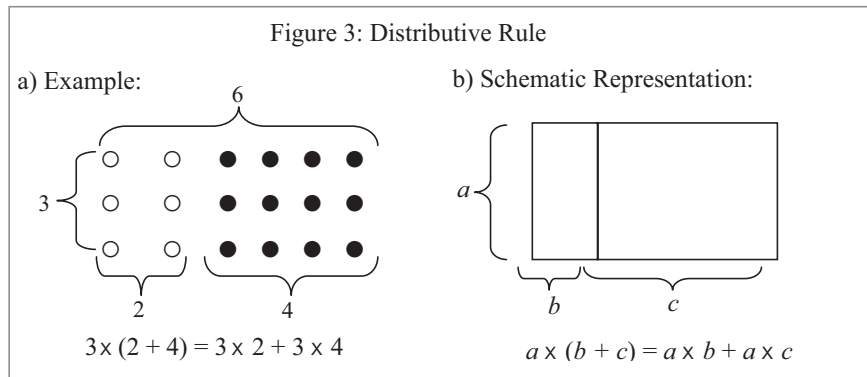 Figure 3: Distributive Rule
a) Example:
6
3
2
4
3 x (2 + 4) = 3 x 2 + 3 x 4
b) Schematic Representation:
a
b
c
a x (b + c) = a x b + a x c